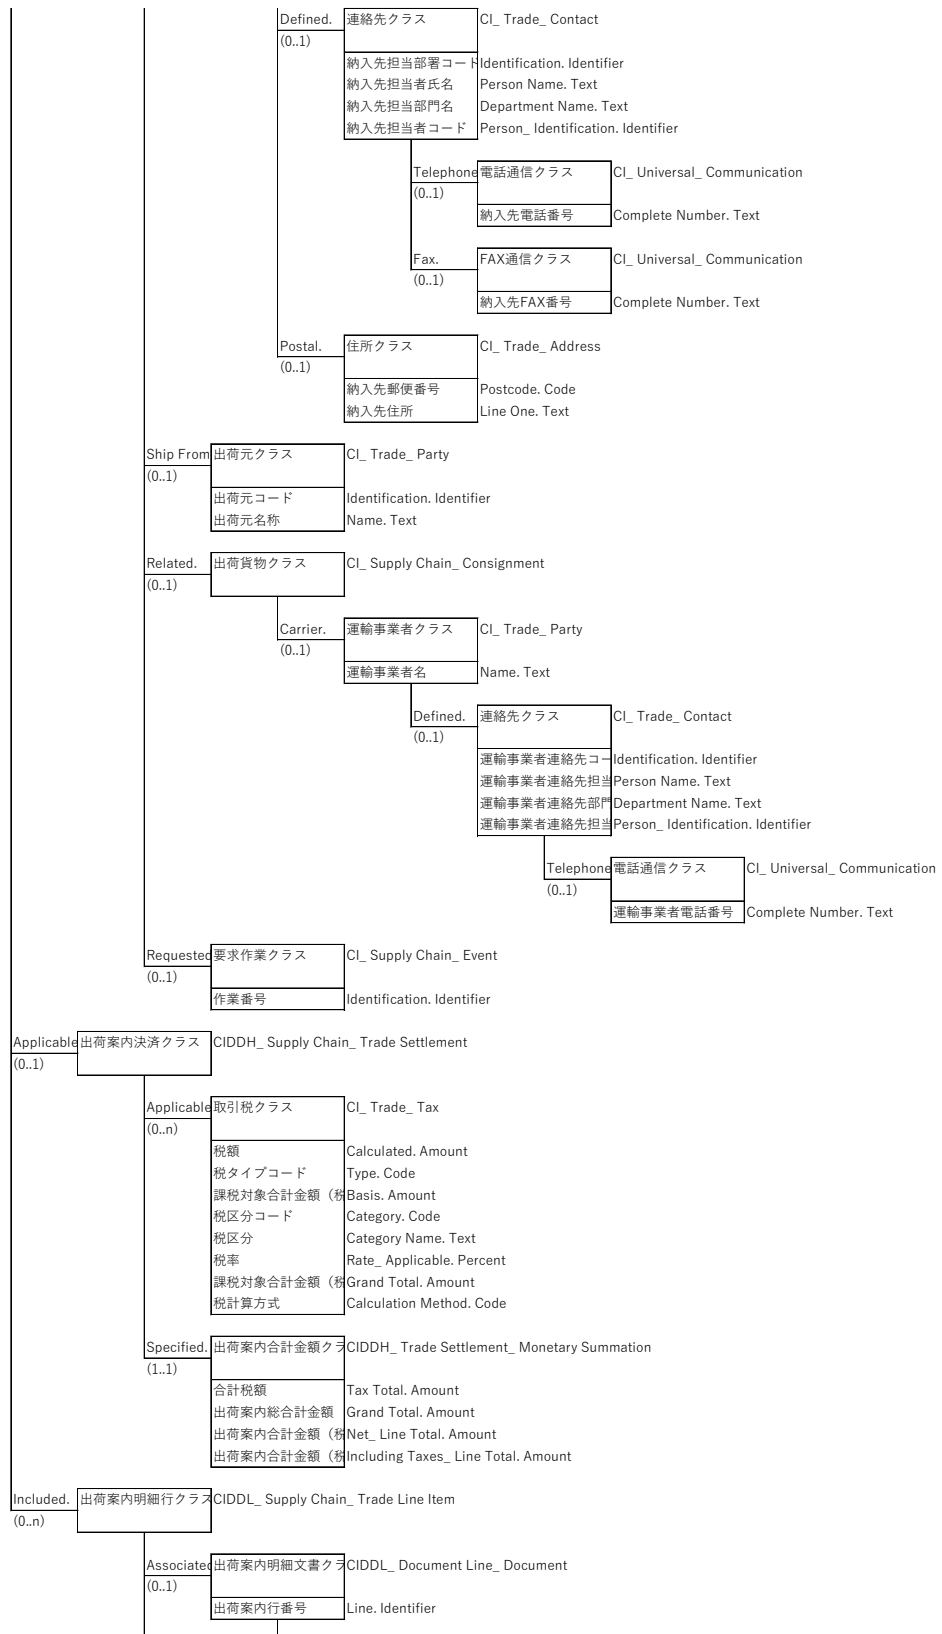 Defined. 連絡先クラス CI_ Trade_ Contact
(0..1)
納入先担当部署コード Identification. Identifier
納入先担当者氏名 Person Name. Text
納入先担当部門名 Department Name. Text
納入先担当者コード Person_ Identification. Identifier
Telephone 電話通信クラス CI_ Universal_ Communication
(0..1)
納入先電話番号 Complete Number. Text
Fax. FAX通信クラス CI_ Universal_ Communication
(0..1)
納入先FAX番号 Complete Number. Text
Postal. 住所クラス CI_ Trade_ Address
(0..1)
納入先郵便番号 Postcode. Code
納入先住所 Line One. Text
Ship From 出荷元クラス CI_ Trade_ Party
(0..1)
出荷元コード Identification. Identifier
出荷元名称 Name. Text
Related. 出荷貨物クラス CI_ Supply Chain_ Consignment
(0..1)
Carrier. 運輸事業者クラス CI_ Trade_ Party
(0..1)
運輸事業者名 Name. Text
Defined. 連絡先クラス CI_ Trade_ Contact
(0..1)
運輸事業者連絡先コー Identification. Identifier
運輸事業者連絡先担当 Person Name. Text
運輸事業者連絡先部門 Department Name. Text
運輸事業者連絡先担当 Person_ Identification. Identifier
Telephone 電話通信クラス CI_ Universal_ Communication
(0..1)
運輸事業者電話番号 Complete Number. Text
Requested 要求作業クラス CI_ Supply Chain_ Event
(0..1)
作業番号 Identification. Identifier
Applicable 出荷案内決済クラス CIDDH_ Supply Chain_ Trade Settlement
(0..1)
Applicable 取引税クラス CI_ Trade_ Tax
(0..n)
税額 Calculated. Amount
税タイプコード Type. Code
課税対象合計金額（税 Basis. Amount
税区分コード Category. Code
税区分 Category Name. Text
税率 Rate_ Applicable. Percent
課税対象合計金額（税 Grand Total. Amount
税計算方式 Calculation Method. Code
Specified. 出荷案内合計金額クラ CIDDH_ Trade Settlement_ Monetary Summation
(1..1)
合計税額 Tax Total. Amount
出荷案内総合計金額 Grand Total. Amount
出荷案内合計金額（税 Net_ Line Total. Amount
出荷案内合計金額（税 Including Taxes_ Line Total. Amount
Included. 出荷案内明細行クラス CIDDL_ Supply Chain_ Trade Line Item
(0..n)
Associated 出荷案内明細文書クラ CIDDL_ Document Line_ Document
(0..1)
出荷案内行番号 Line. Identifier